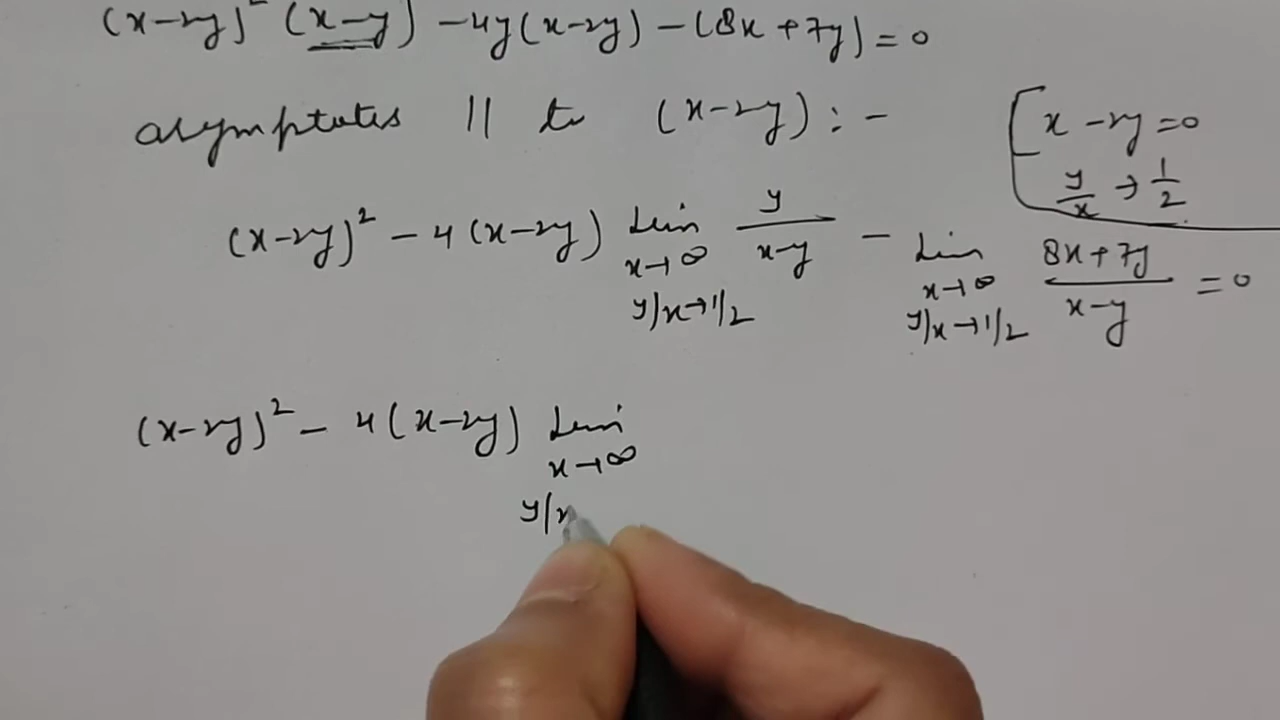 (x-2y)² (x-y) - 4y(x-2y) - (8x+7y) = 0
asymptotes || to (x-2y) : -
[x - 2y = 0
y/x → 1/2
(x-2y)² - 4(x-2y) Lim x→∞ y/x→1/2 y/(x-y) - Lim x→∞ y/x→1/2 (8x+7y)/(x-y) = 0
(x-2y)² - 4(x-2y) Lim x→∞
y/x